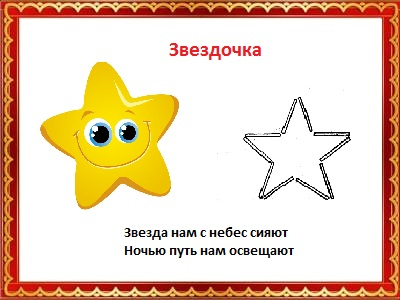 Звездочка
Звезда нам с небес сияют
Ночью путь нам освещают